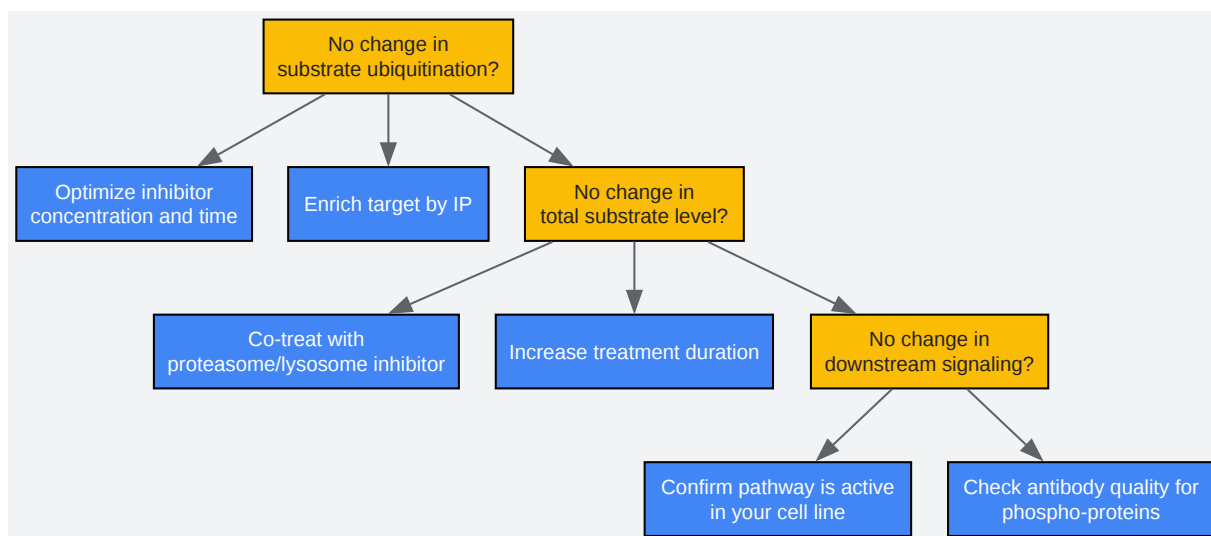 No change in
substrate ubiquitination?
Optimize inhibitor
concentration and time
Enrich target by IP
No change in
total substrate level?
Co-treat with
proteasome/lysosome inhibitor
Increase treatment duration
No change in
downstream signaling?
Confirm pathway is active
in your cell line
Check antibody quality for
phospho-proteins